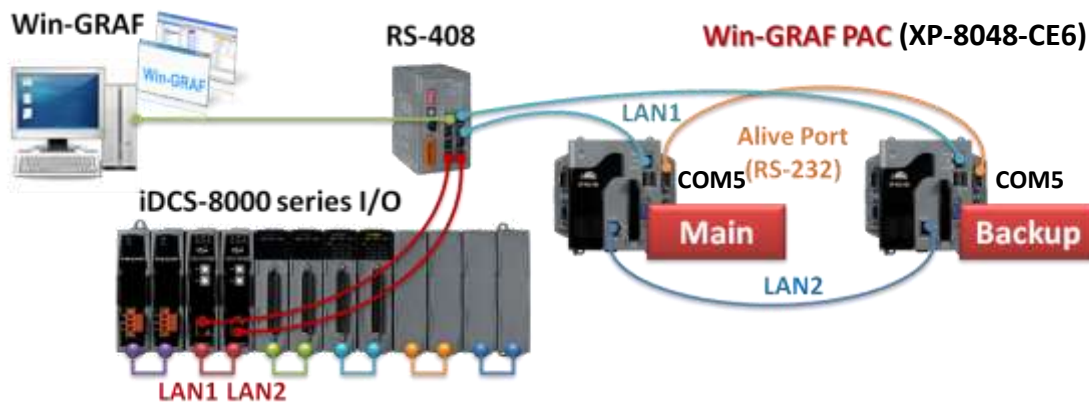 Win-GRAF
Win-GRAF
RS-408
Win-GRAF PAC (XP-8048-CE6)
LAN1
Alive Port
(RS-232)
COM5
COM5
iDCS-8000 series I/O
Main
Backup
LAN2
LAN1 LAN2